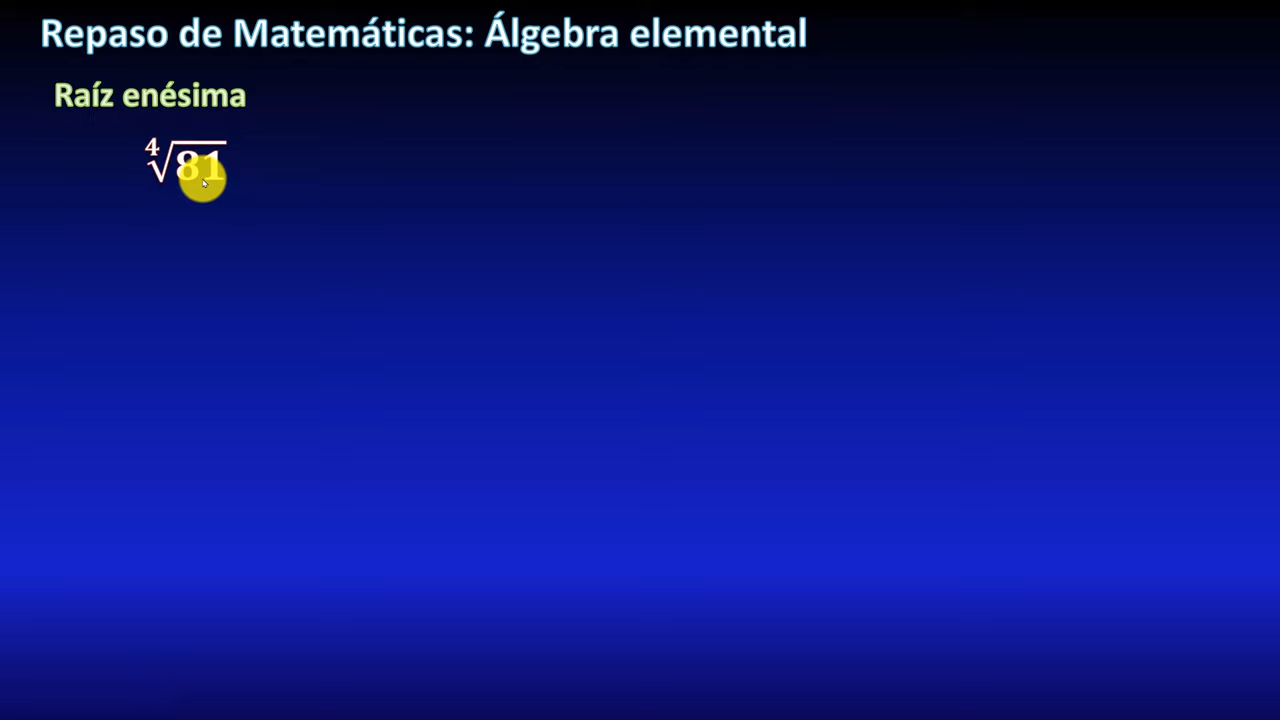 Repaso de Matemáticas: Álgebra elemental
Raíz enésima
⁴√81